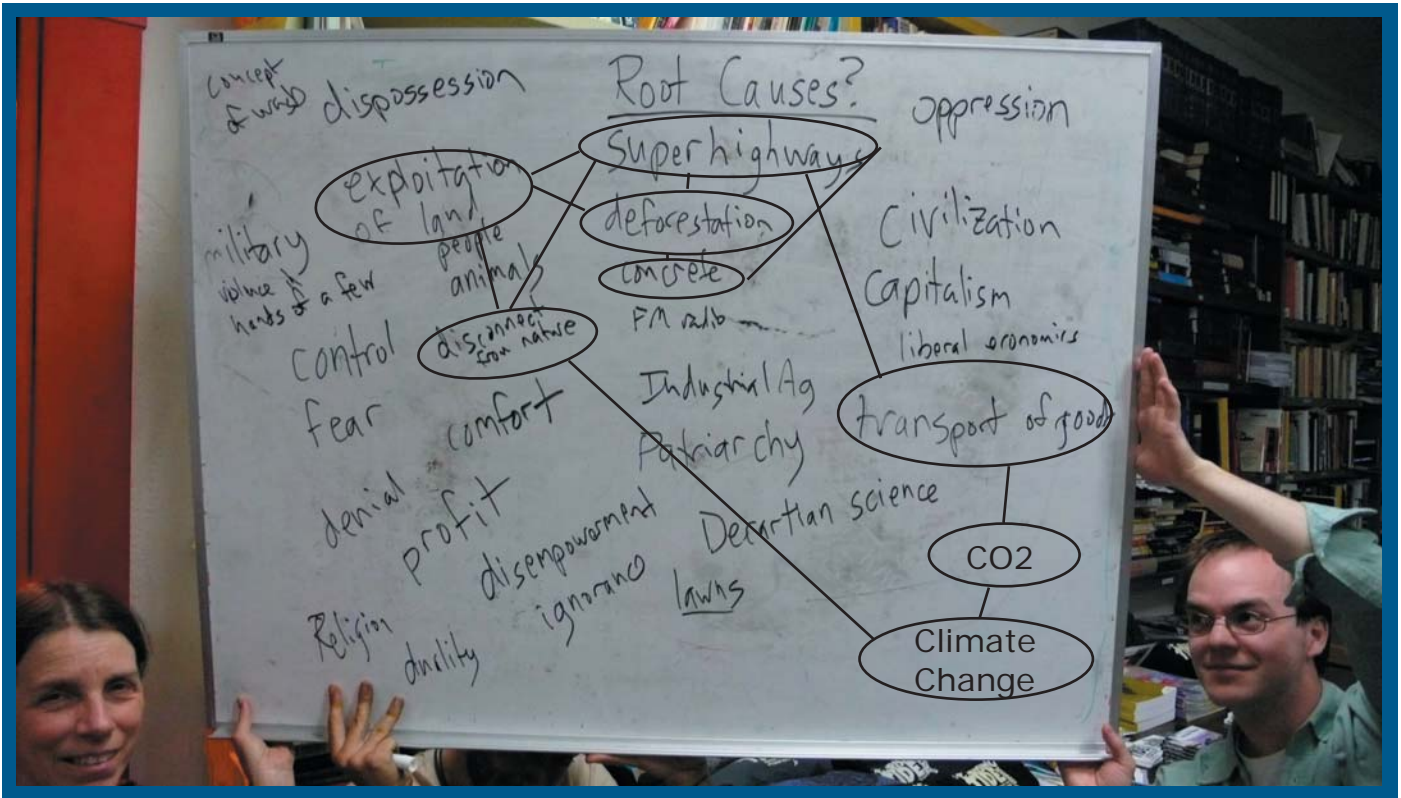 Root Causes?
concept
of
dispossession
oppression
superhighways
exploitation
of land
people
animals
deforestation
concrete
FM radio
military
violence in
hands of a few
Civilization
Capitalism
liberal economics
control
disconnect
from nature
Industrial Ag
transport of goods
fear
comfort
Patriarchy
denial
profit
disempowerment
Decartian science
ignorance
lawns
CO2
Religion
duality
Climate
Change